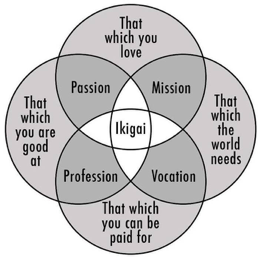 That
which you
love
Passion
Mission
That
which you
are good
at
Ikigai
That
which
the
world
needs
Profession
Vocation
That which
you can be
paid for